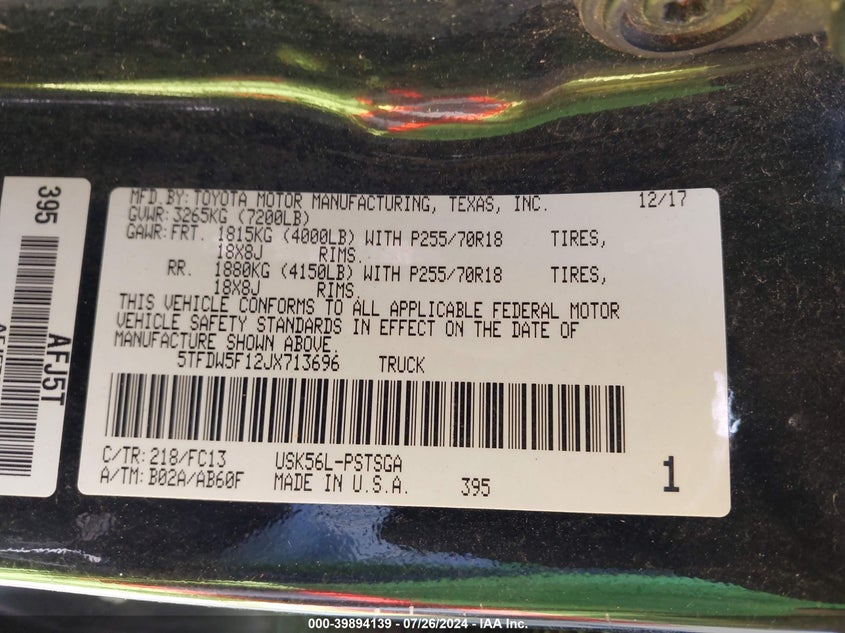 395
AFJ5T
MFD.BY: TOYOTA MOTOR MANUFACTURING, TEXAS, INC. 12/17
GVWR: 3265KG (7200LB)
GAWR: FRT. 1815KG (4000LB) WITH P255/70R18 TIRES,
18X8J RIMS.
RR. 1880KG (4150LB) WITH P255/70R18 TIRES,
18X8J RIMS.
THIS VEHICLE CONFORMS TO ALL APPLICABLE FEDERAL MOTOR
VEHICLE SAFETY STANDARDS IN EFFECT ON THE DATE OF
MANUFACTURE SHOWN ABOVE.
5TFDW5F12JX713696 TRUCK
C/TR: 218/FC13 USK56L-PSTSGA
A/TM: B02A/AB60F MADE IN U.S.A. 395 1
000-39894139 - 07/26/2024 - IAA Inc.